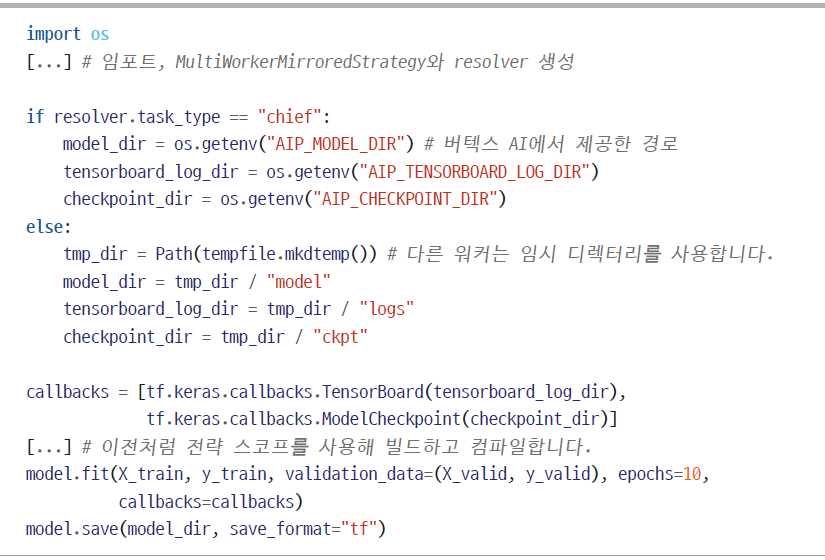 import os
[...] # 임포트, MultiWorkerMirroredStrategy와 resolver 생성

if resolver.task_type == "chief":
    model_dir = os.getenv("AIP_MODEL_DIR") # 버텍스 AI에서 제공한 경로
    tensorboard_log_dir = os.getenv("AIP_TENSORBOARD_LOG_DIR")
    checkpoint_dir = os.getenv("AIP_CHECKPOINT_DIR")
else:
    tmp_dir = Path(tempfile.mkdtemp()) # 다른 워커는 임시 디렉터리를 사용합니다.
    model_dir = tmp_dir / "model"
    tensorboard_log_dir = tmp_dir / "logs"
    checkpoint_dir = tmp_dir / "ckpt"

callbacks = [tf.keras.callbacks.TensorBoard(tensorboard_log_dir),
             tf.keras.callbacks.ModelCheckpoint(checkpoint_dir)]
[...] # 이전처럼 전략 스코프를 사용해 빌드하고 컴파일합니다.
model.fit(X_train, y_train, validation_data=(X_valid, y_valid), epochs=10,
          callbacks=callbacks)
model.save(model_dir, save_format="tf")